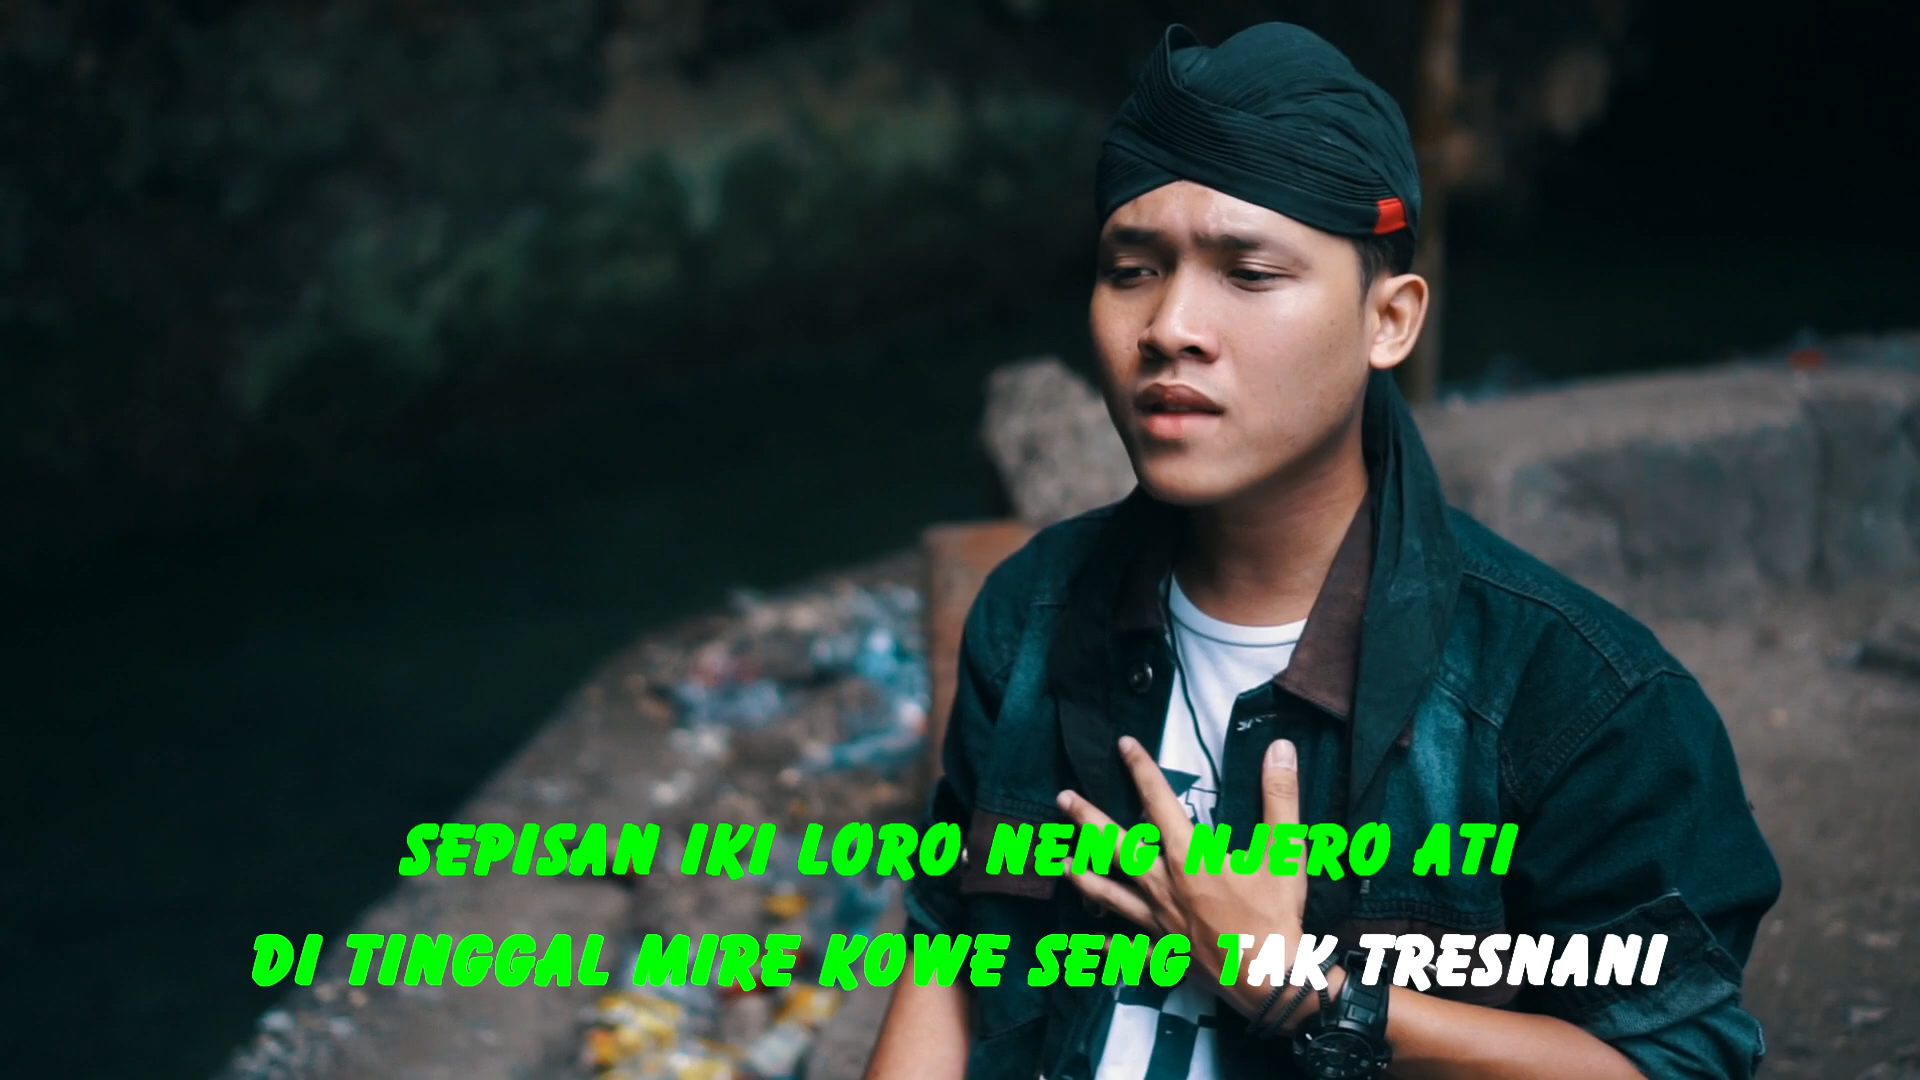 SEPISAN IKI LORO NENG NJERO ATI
DI TINGGAL MIRE KOWE SENG TAK TRESNANI